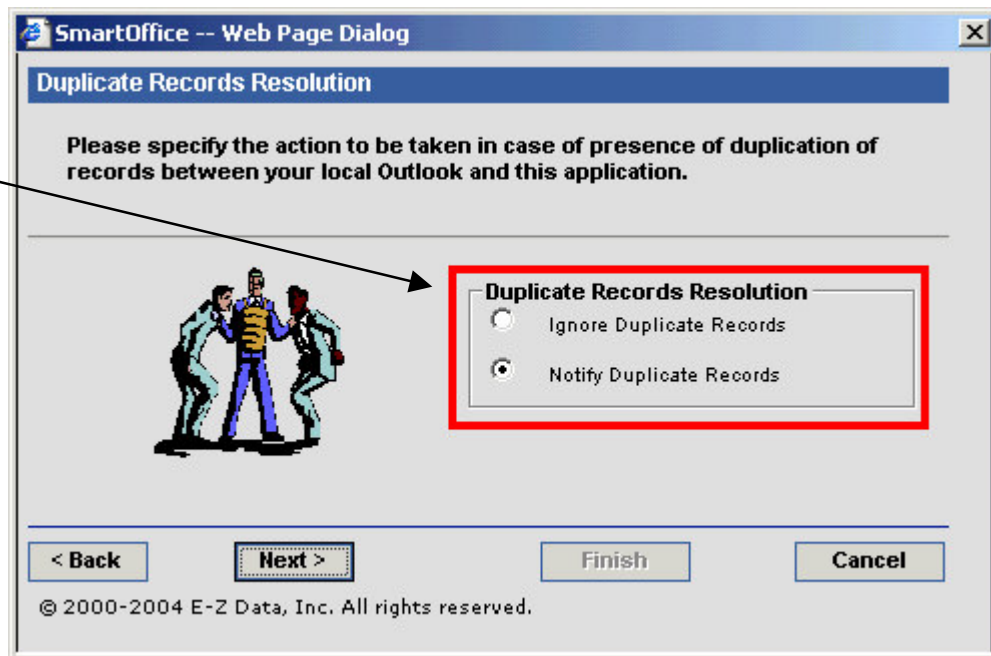 SmartOffice -- Web Page Dialog
Duplicate Records Resolution
Please specify the action to be taken in case of presence of duplication of
records between your local Outlook and this application.
Duplicate Records Resolution
Ignore Duplicate Records
Notify Duplicate Records
< Back Next > Finish Cancel
© 2000-2004 E-Z Data, Inc. All rights reserved.